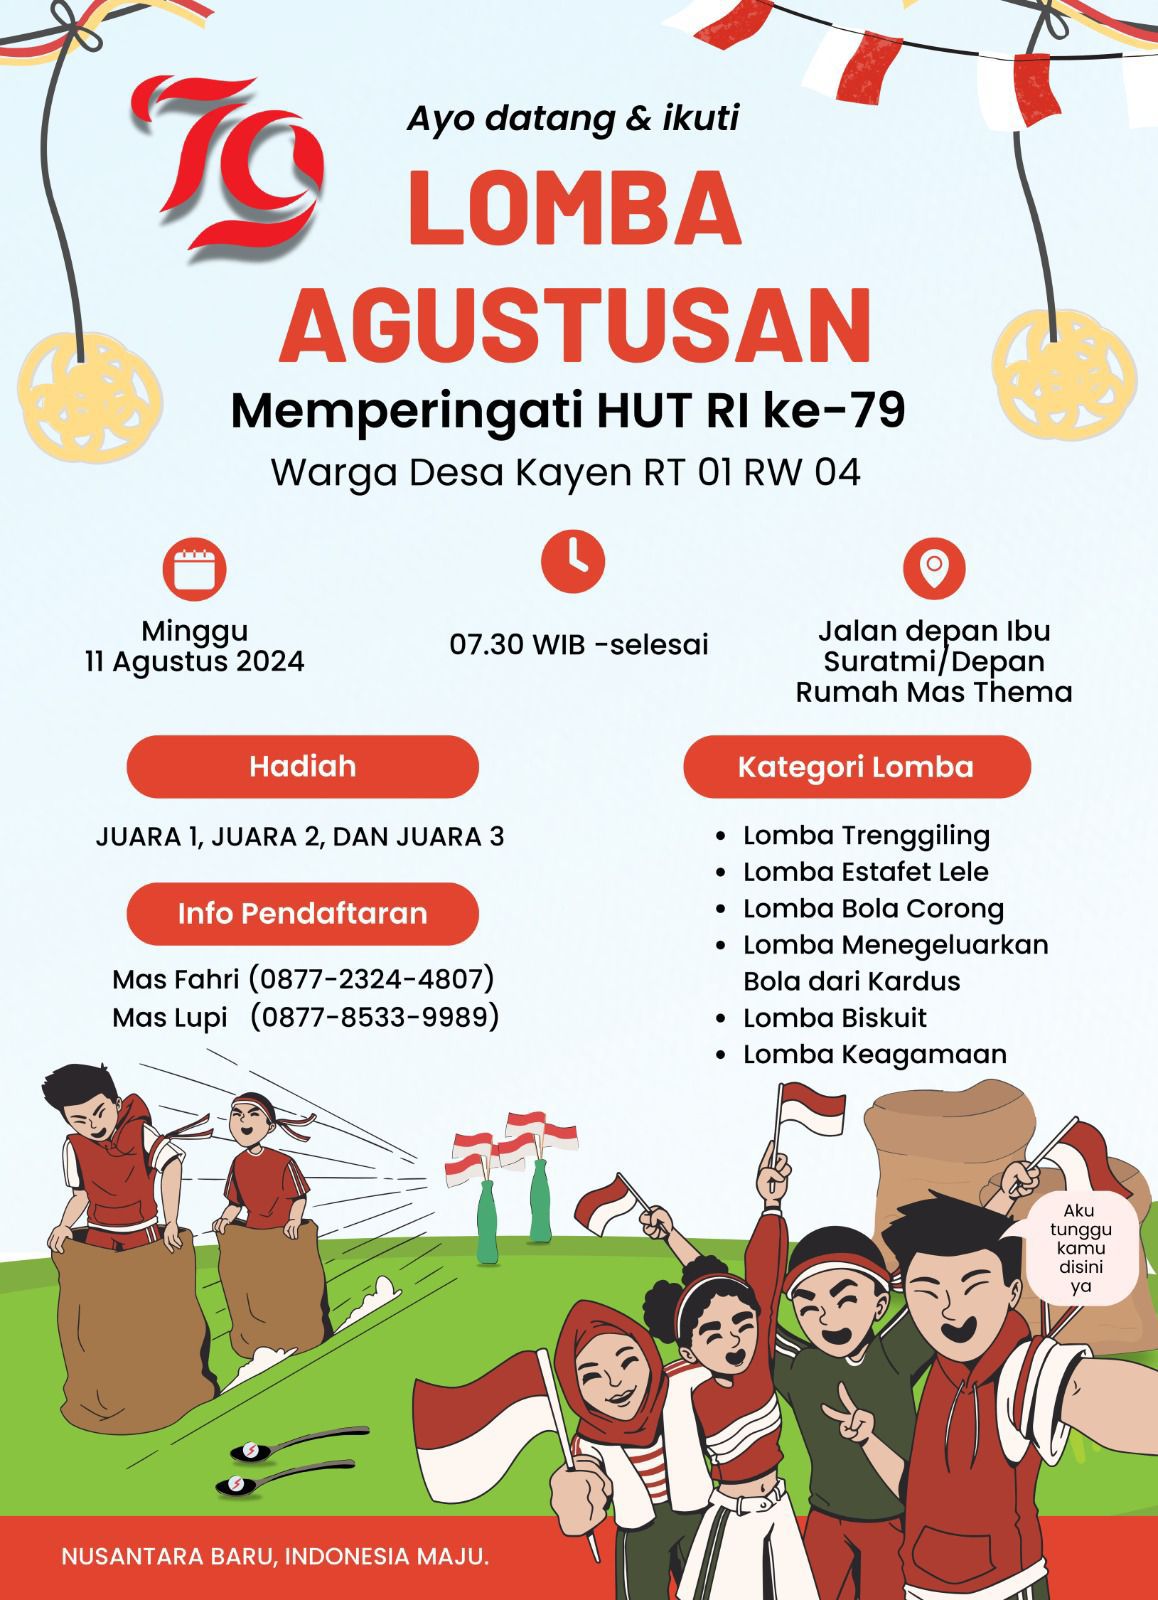 79
Ayo datang & ikuti
LOMBA
AGUSTUSAN
Memperingati HUT RI ke-79
Warga Desa Kayen RT 01 RW 04
Minggu
11 Agustus 2024
07.30 WIB -selesai
Jalan depan Ibu
Suratmi/Depan
Rumah Mas Thema
Hadiah
JUARA 1, JUARA 2, DAN JUARA 3
Info Pendaftaran
Mas Fahri (0877-2324-4807)
Mas Lupi (0877-8533-9989)
Kategori Lomba
• Lomba Trenggiling
• Lomba Estafet Lele
• Lomba Bola Corong
• Lomba Menegeluarkan
Bola dari Kardus
• Lomba Biskuit
• Lomba Keagamaan
Aku
tunggu
kamu
disini
ya
NUSANTARA BARU, INDONESIA MAJU.